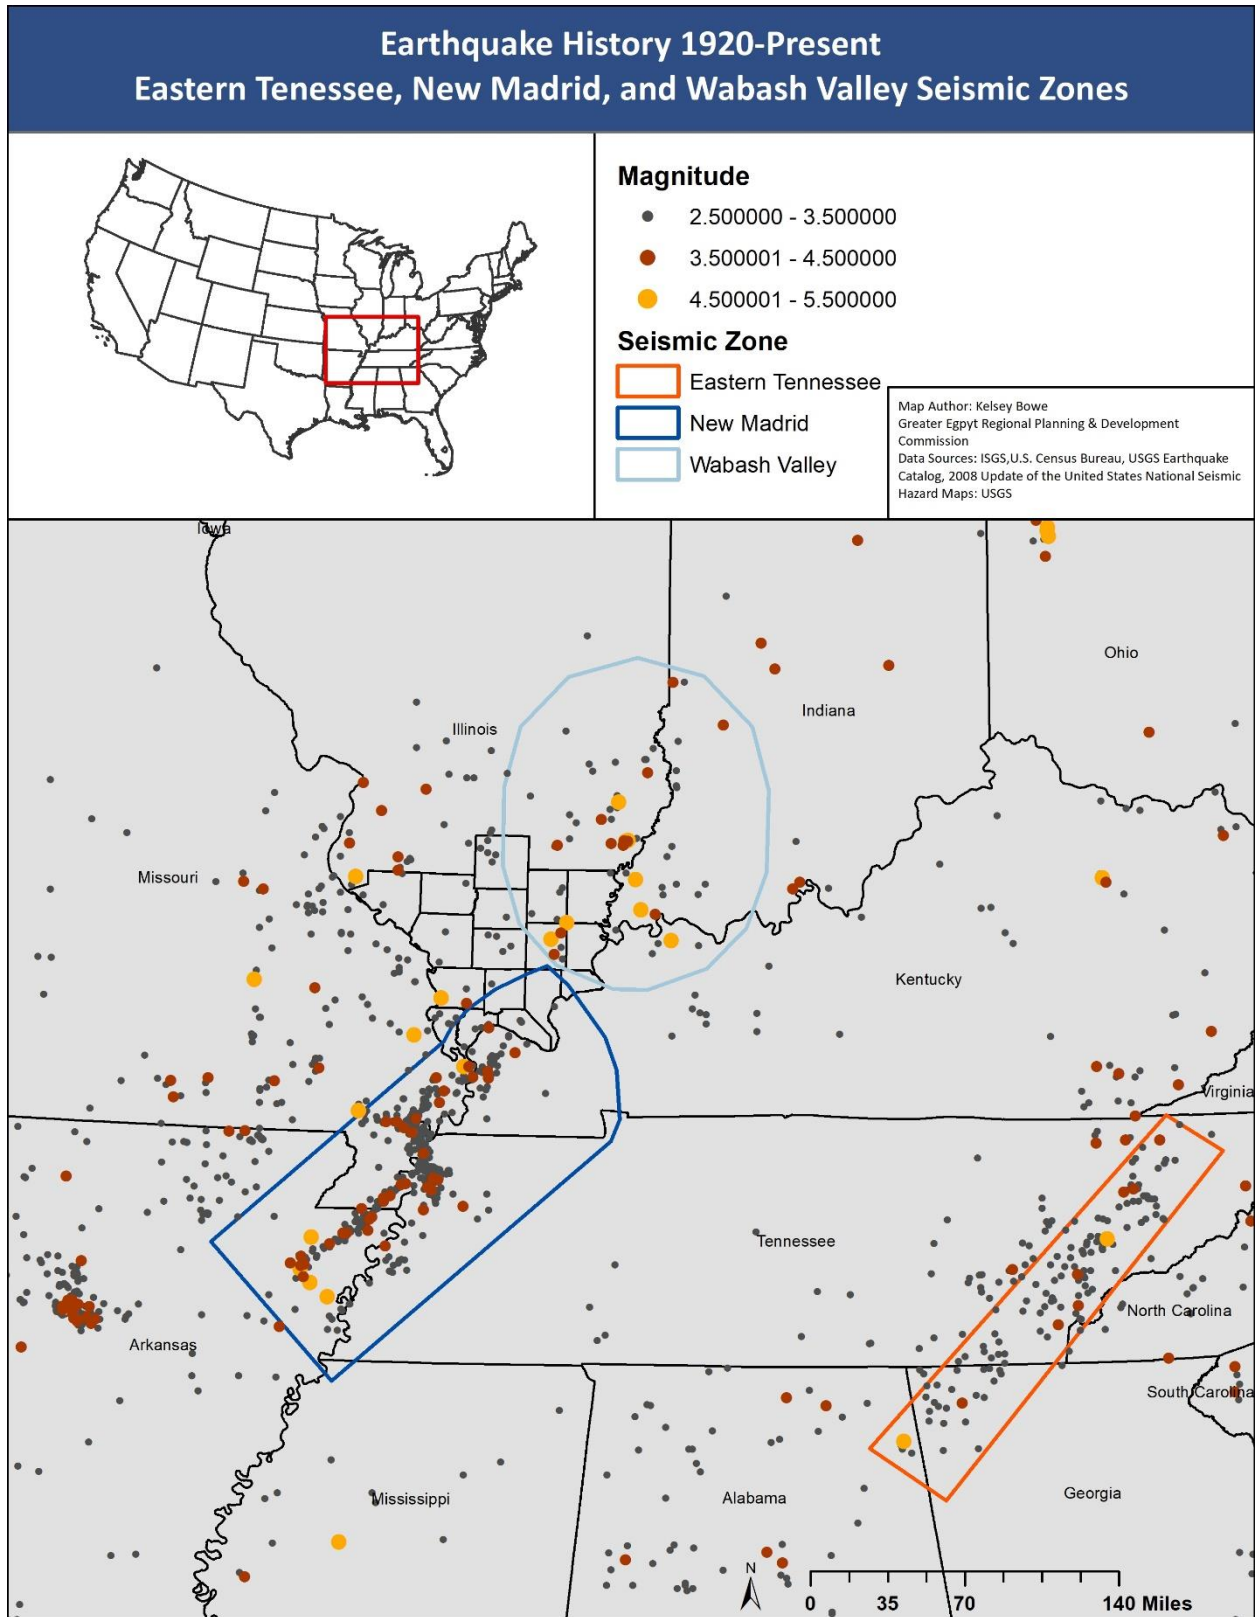 Earthquake History 1920-Present
Eastern Tenessee, New Madrid, and Wabash Valley Seismic Zones
Magnitude
2.500000 - 3.500000
3.500001 - 4.500000
4.500001 - 5.500000
Seismic Zone
Eastern Tennessee
New Madrid
Wabash Valley
Map Author: Kelsey Bowe
Greater Egpyt Regional Planning & Development
Commission
Data Sources: ISGS,U.S. Census Bureau, USGS Earthquake
Catalog, 2008 Update of the United States National Seismic
Hazard Maps: USGS
Iowa
Ohio
Indiana
Illinois
Missouri
Kentucky
Virginia
Tennessee
North Carolina
Arkansas
South Carolina
Mississippi
Alabama
Georgia
N
0 35 70 140 Miles